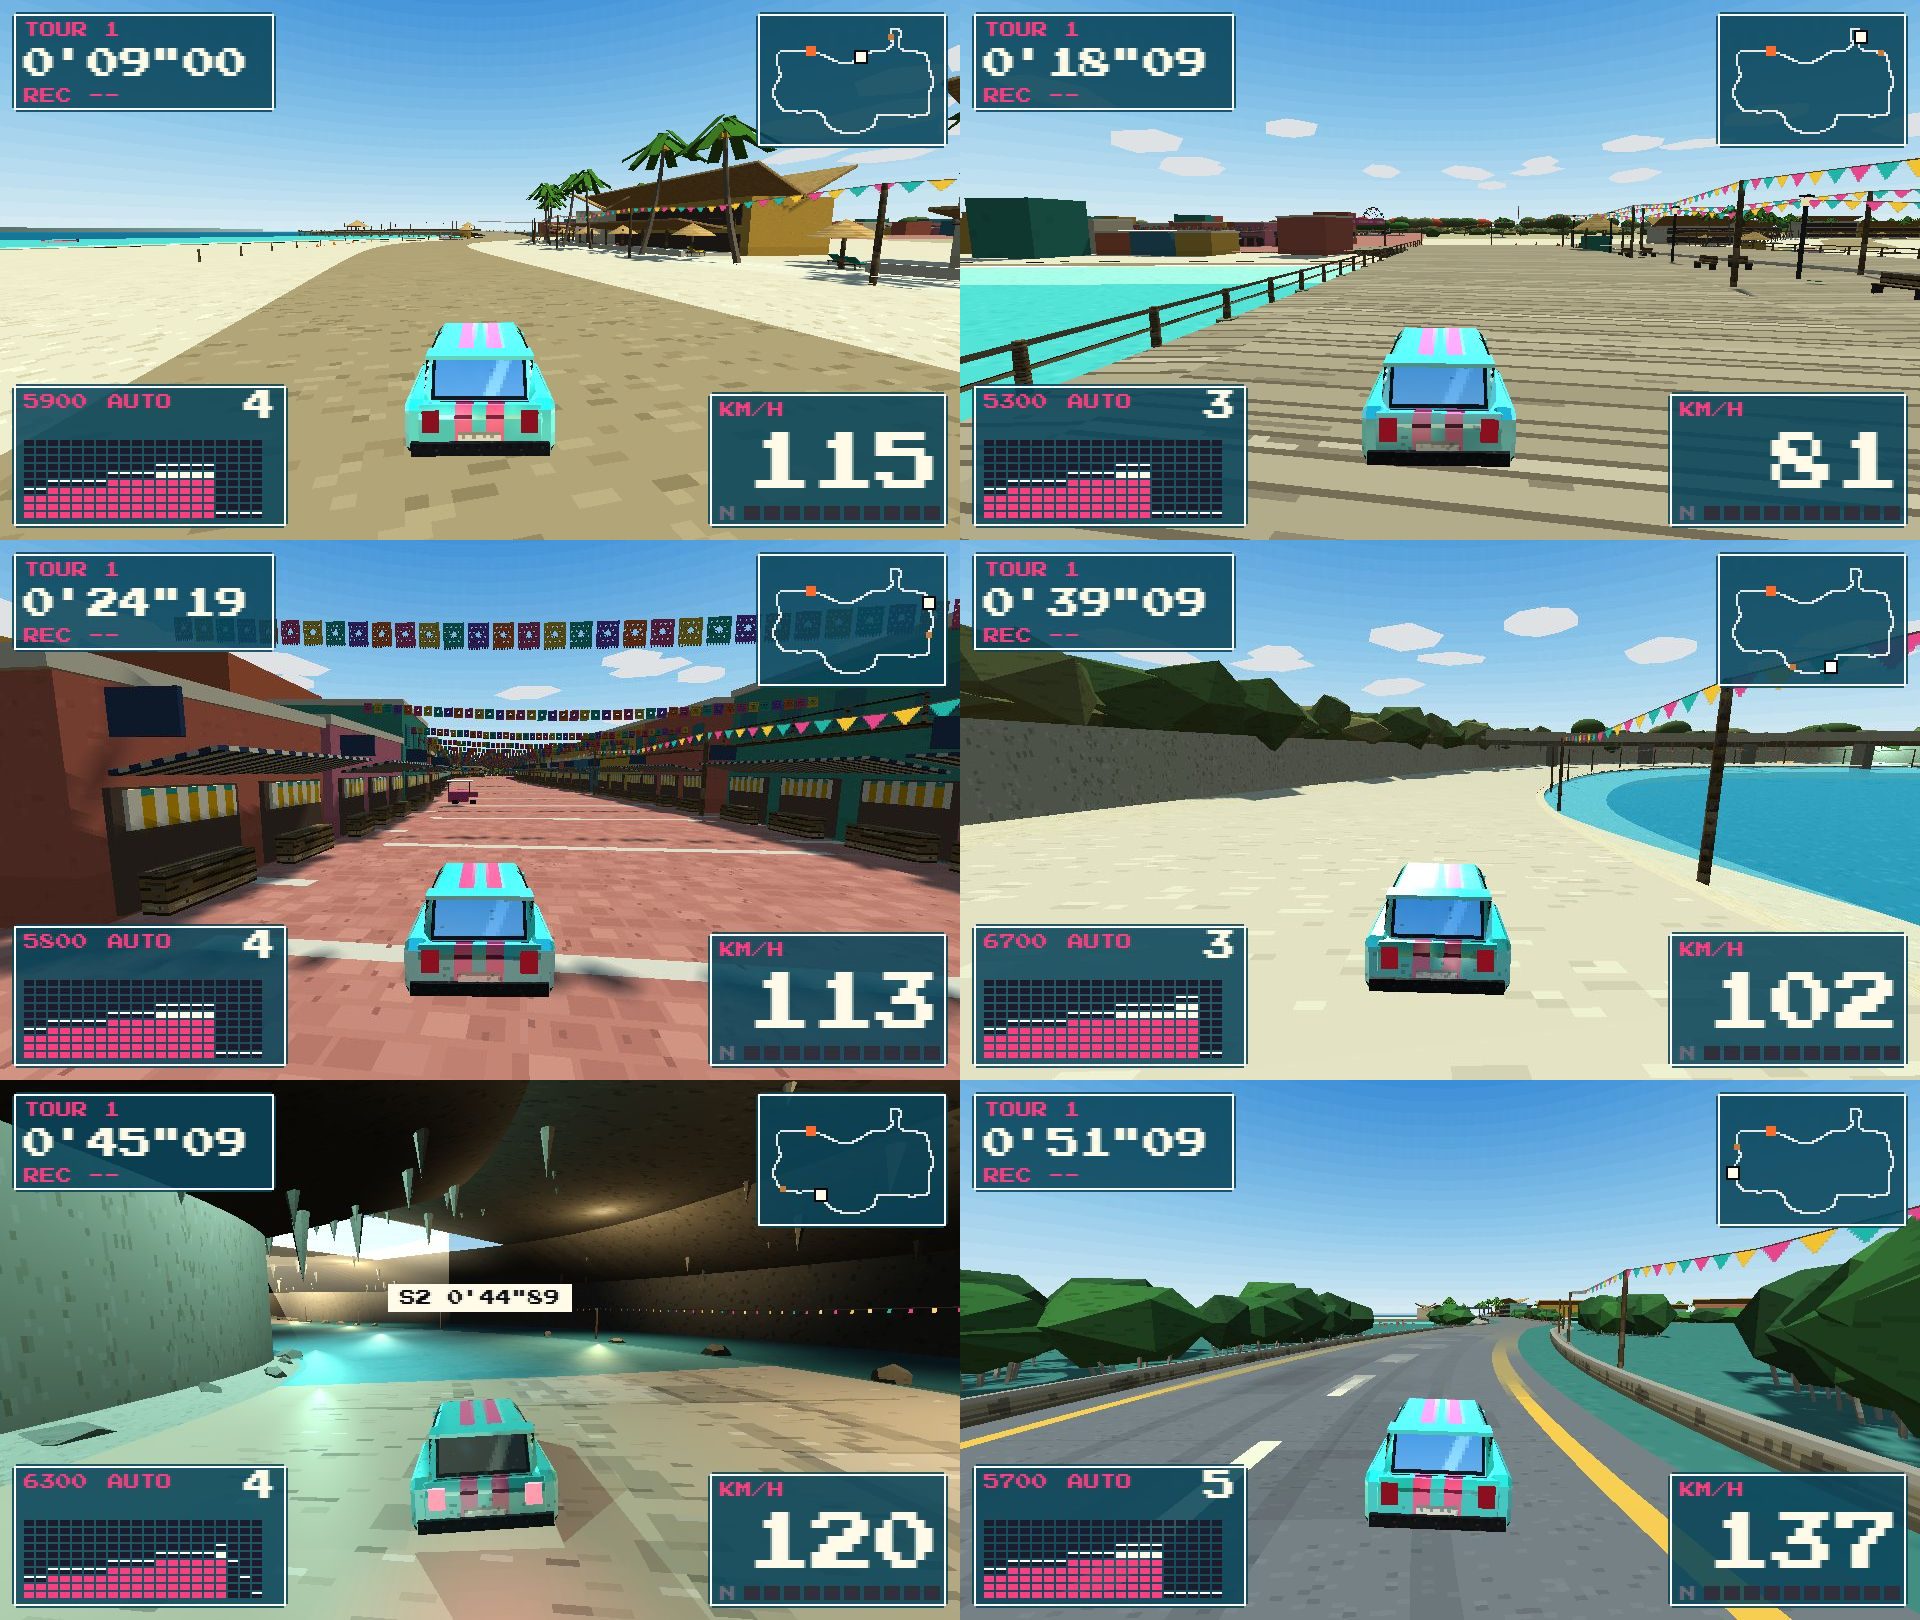 TOUR 1
0'09"00
REC --
5900 AUTO 4
KM/H
115
N
TOUR 1
0'18"09
REC --
5300 AUTO 3
KM/H
81
N
TOUR 1
0'24"19
REC --
5800 AUTO 4
KM/H
113
N
TOUR 1
0'39"09
REC --
6700 AUTO 3
KM/H
102
N
TOUR 1
0'45"09
REC --
S2 0'44"89
6300 AUTO 4
KM/H
120
N
TOUR 1
0'51"09
REC --
5700 AUTO 5
KM/H
137
N